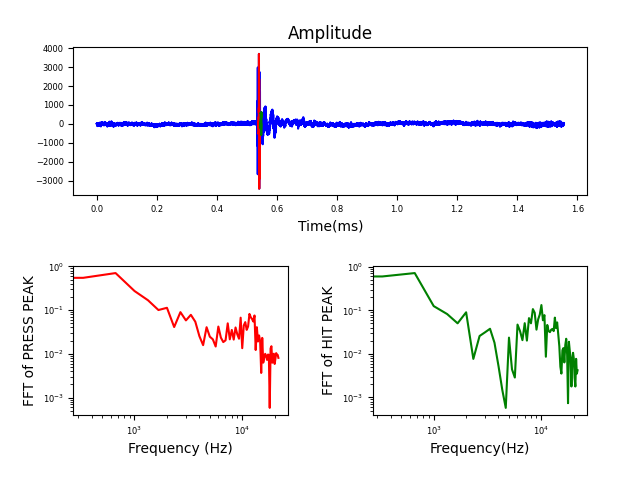 Amplitude
4000
3000
2000
1000
0
−1000
−2000
−3000
0.0 0.2 0.4 0.6 0.8 1.0 1.2 1.4 1.6
Time(ms)
FFT of PRESS PEAK
10⁰
10⁻¹
10⁻²
10⁻³
10³ 10⁴
Frequency (Hz)
FFT of HIT PEAK
10⁰
10⁻¹
10⁻²
10⁻³
10³ 10⁴
Frequency(Hz)